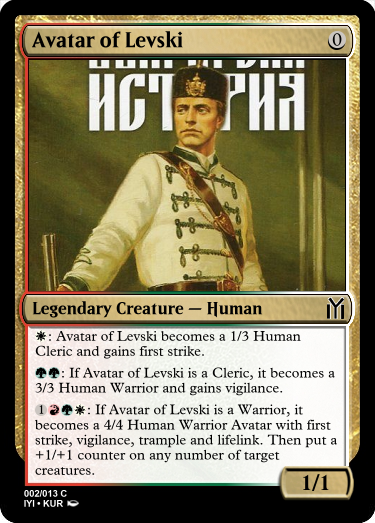 Avatar of Levski 0
ИСТОРИЯ
Legendary Creature — Human
: Avatar of Levski becomes a 1/3 Human
Cleric and gains first strike.
: If Avatar of Levski is a Cleric, it becomes a
3/3 Human Warrior and gains vigilance.
1: If Avatar of Levski is a Warrior, it
becomes a 4/4 Human Warrior Avatar with first
strike, vigilance, trample and lifelink. Then put a
+1/+1 counter on any number of target
creatures.
1/1
002/013 C
IYI • KUR